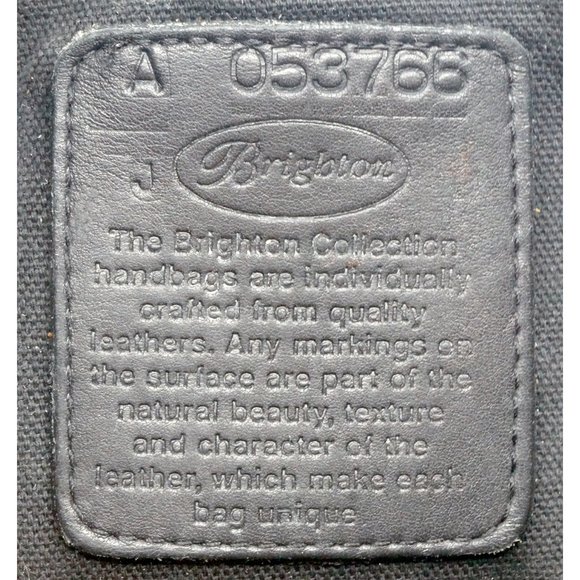 A 053766
J Brighton
The Brighton Collection
handbags are individually
crafted from quality
leathers. Any markings on
the surface are part of the
natural beauty, texture
and character of the
leather, which make each
bag unique